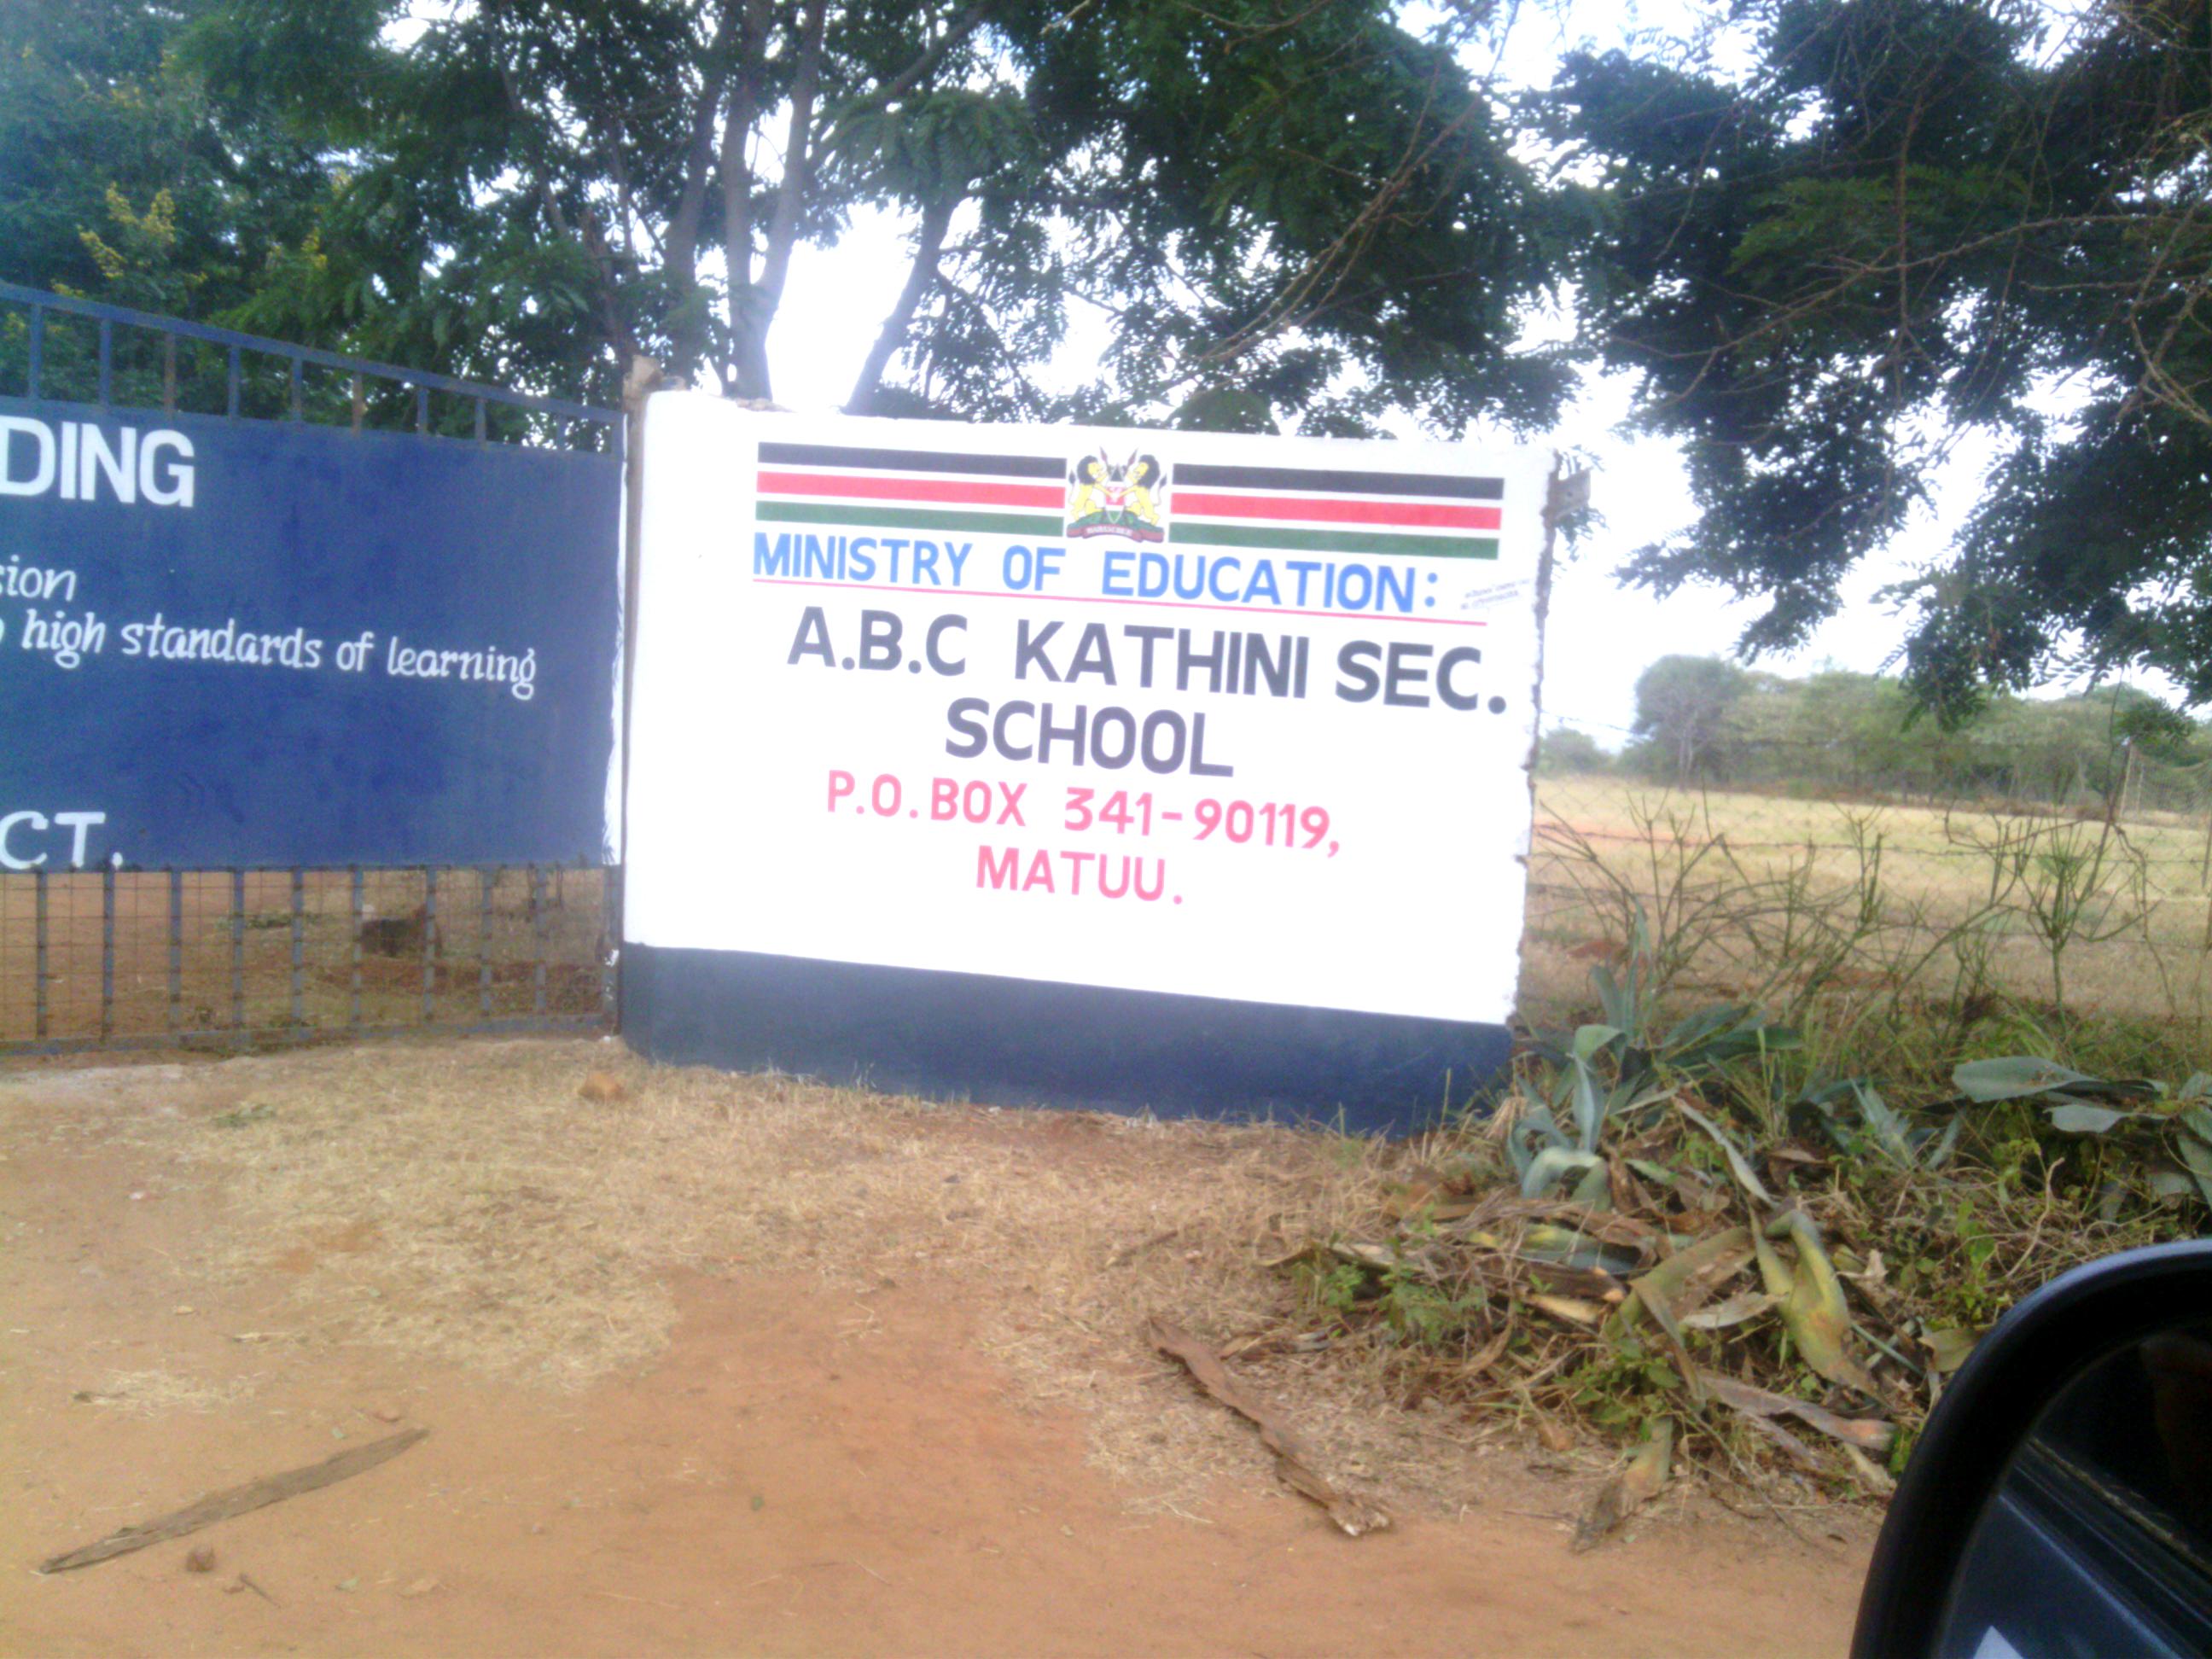 DING
sion
high standards of learning
CT.
MINISTRY OF EDUCATION:
A.B.C KATHINI SEC.
SCHOOL
P.O. BOX 341-90119,
MATUU.